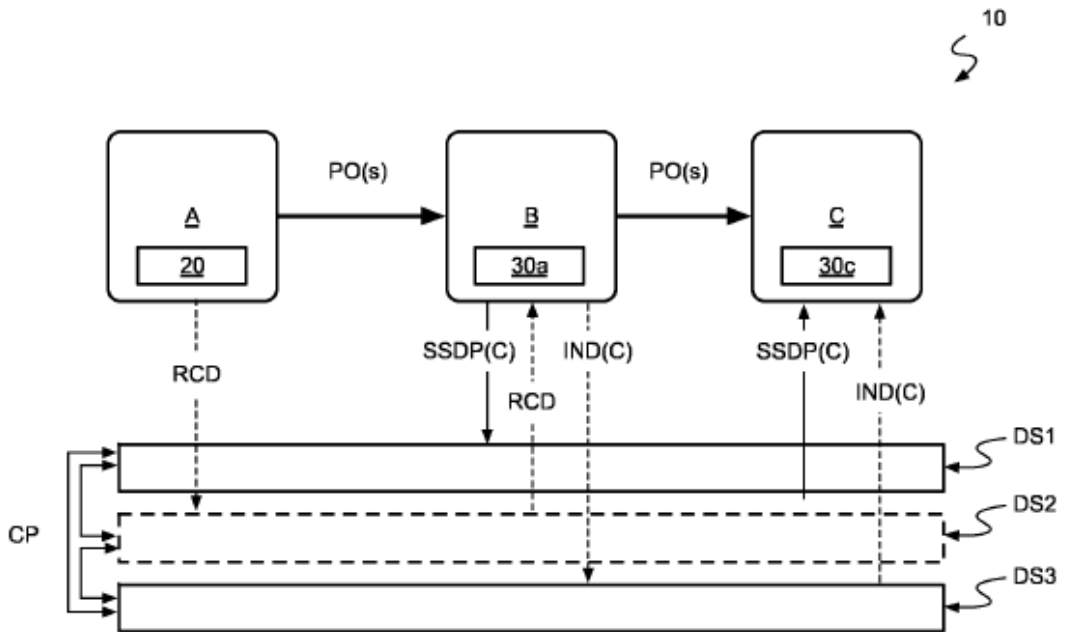 10
PO(s) PO(s)
A B C
20 30a 30c
SSDP(C) IND(C) SSDP(C)
RCD RCD IND(C)
DS1
DS2
CP
DS3